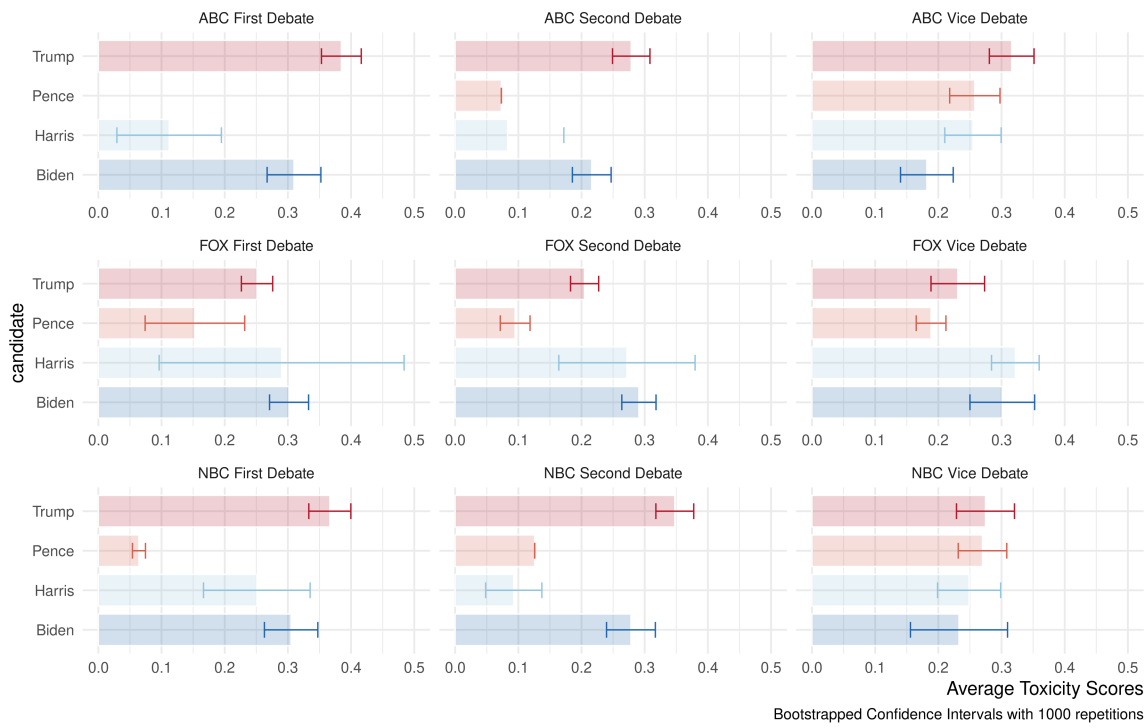 ABC First Debate
ABC Second Debate
ABC Vice Debate
Trump
Pence
Harris
Biden
0.0 0.1 0.2 0.3 0.4 0.5
0.0 0.1 0.2 0.3 0.4 0.5
0.0 0.1 0.2 0.3 0.4 0.5
FOX First Debate
FOX Second Debate
FOX Vice Debate
candidate
Trump
Pence
Harris
Biden
0.0 0.1 0.2 0.3 0.4 0.5
0.0 0.1 0.2 0.3 0.4 0.5
0.0 0.1 0.2 0.3 0.4 0.5
NBC First Debate
NBC Second Debate
NBC Vice Debate
Trump
Pence
Harris
Biden
0.0 0.1 0.2 0.3 0.4 0.5
0.0 0.1 0.2 0.3 0.4 0.5
0.0 0.1 0.2 0.3 0.4 0.5
Average Toxicity Scores
Bootstrapped Confidence Intervals with 1000 repetitions